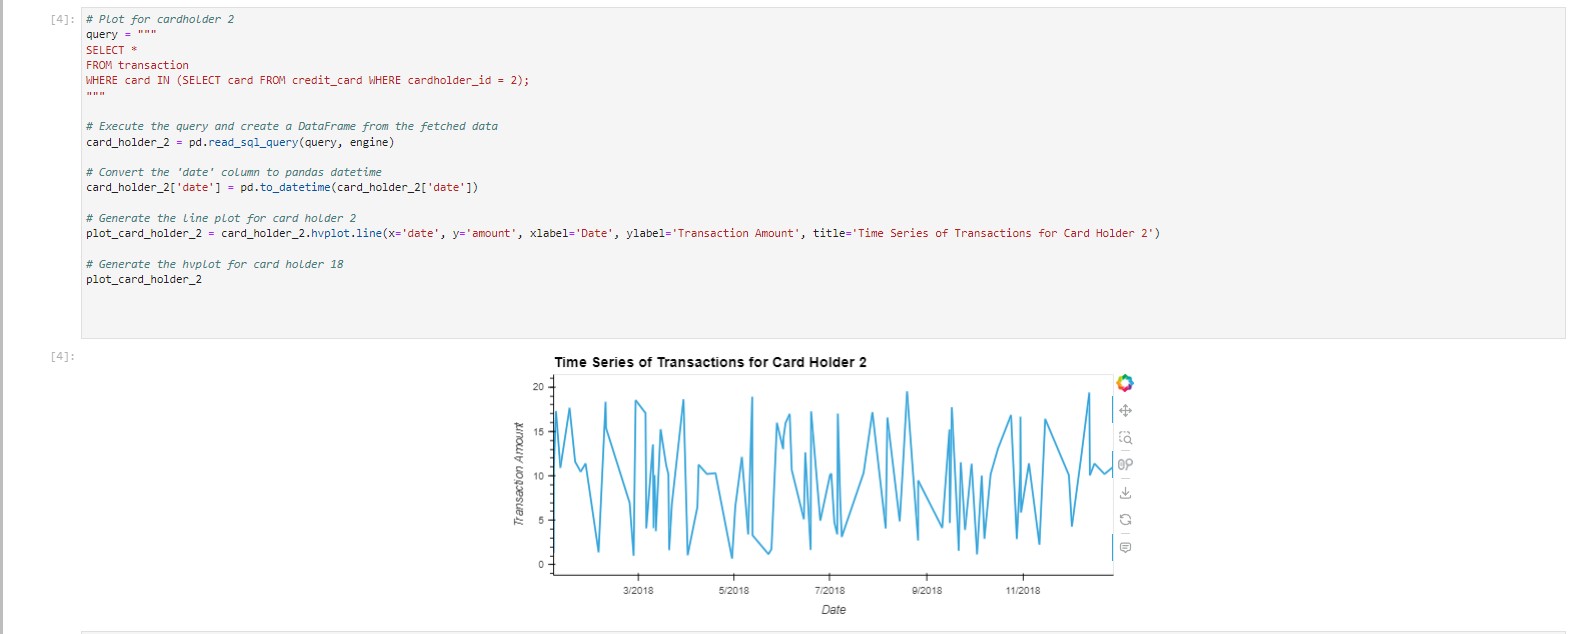 [4]: # Plot for cardholder 2
query = """
SELECT *
FROM transaction
WHERE card IN (SELECT card FROM credit_card WHERE cardholder_id = 2);
"""
# Execute the query and create a DataFrame from the fetched data
card_holder_2 = pd.read_sql_query(query, engine)
# Convert the 'date' column to pandas datetime
card_holder_2['date'] = pd.to_datetime(card_holder_2['date'])
# Generate the line plot for card holder 2
plot_card_holder_2 = card_holder_2.hvplot.line(x='date', y='amount', xlabel='Date', ylabel='Transaction Amount', title='Time Series of Transactions for Card Holder 2')
# Generate the hvplot for card holder 18
plot_card_holder_2
[4]:
Time Series of Transactions for Card Holder 2
Transaction Amount
20
15
10
5
0
3/2018 5/2018 7/2018 9/2018 11/2018
Date